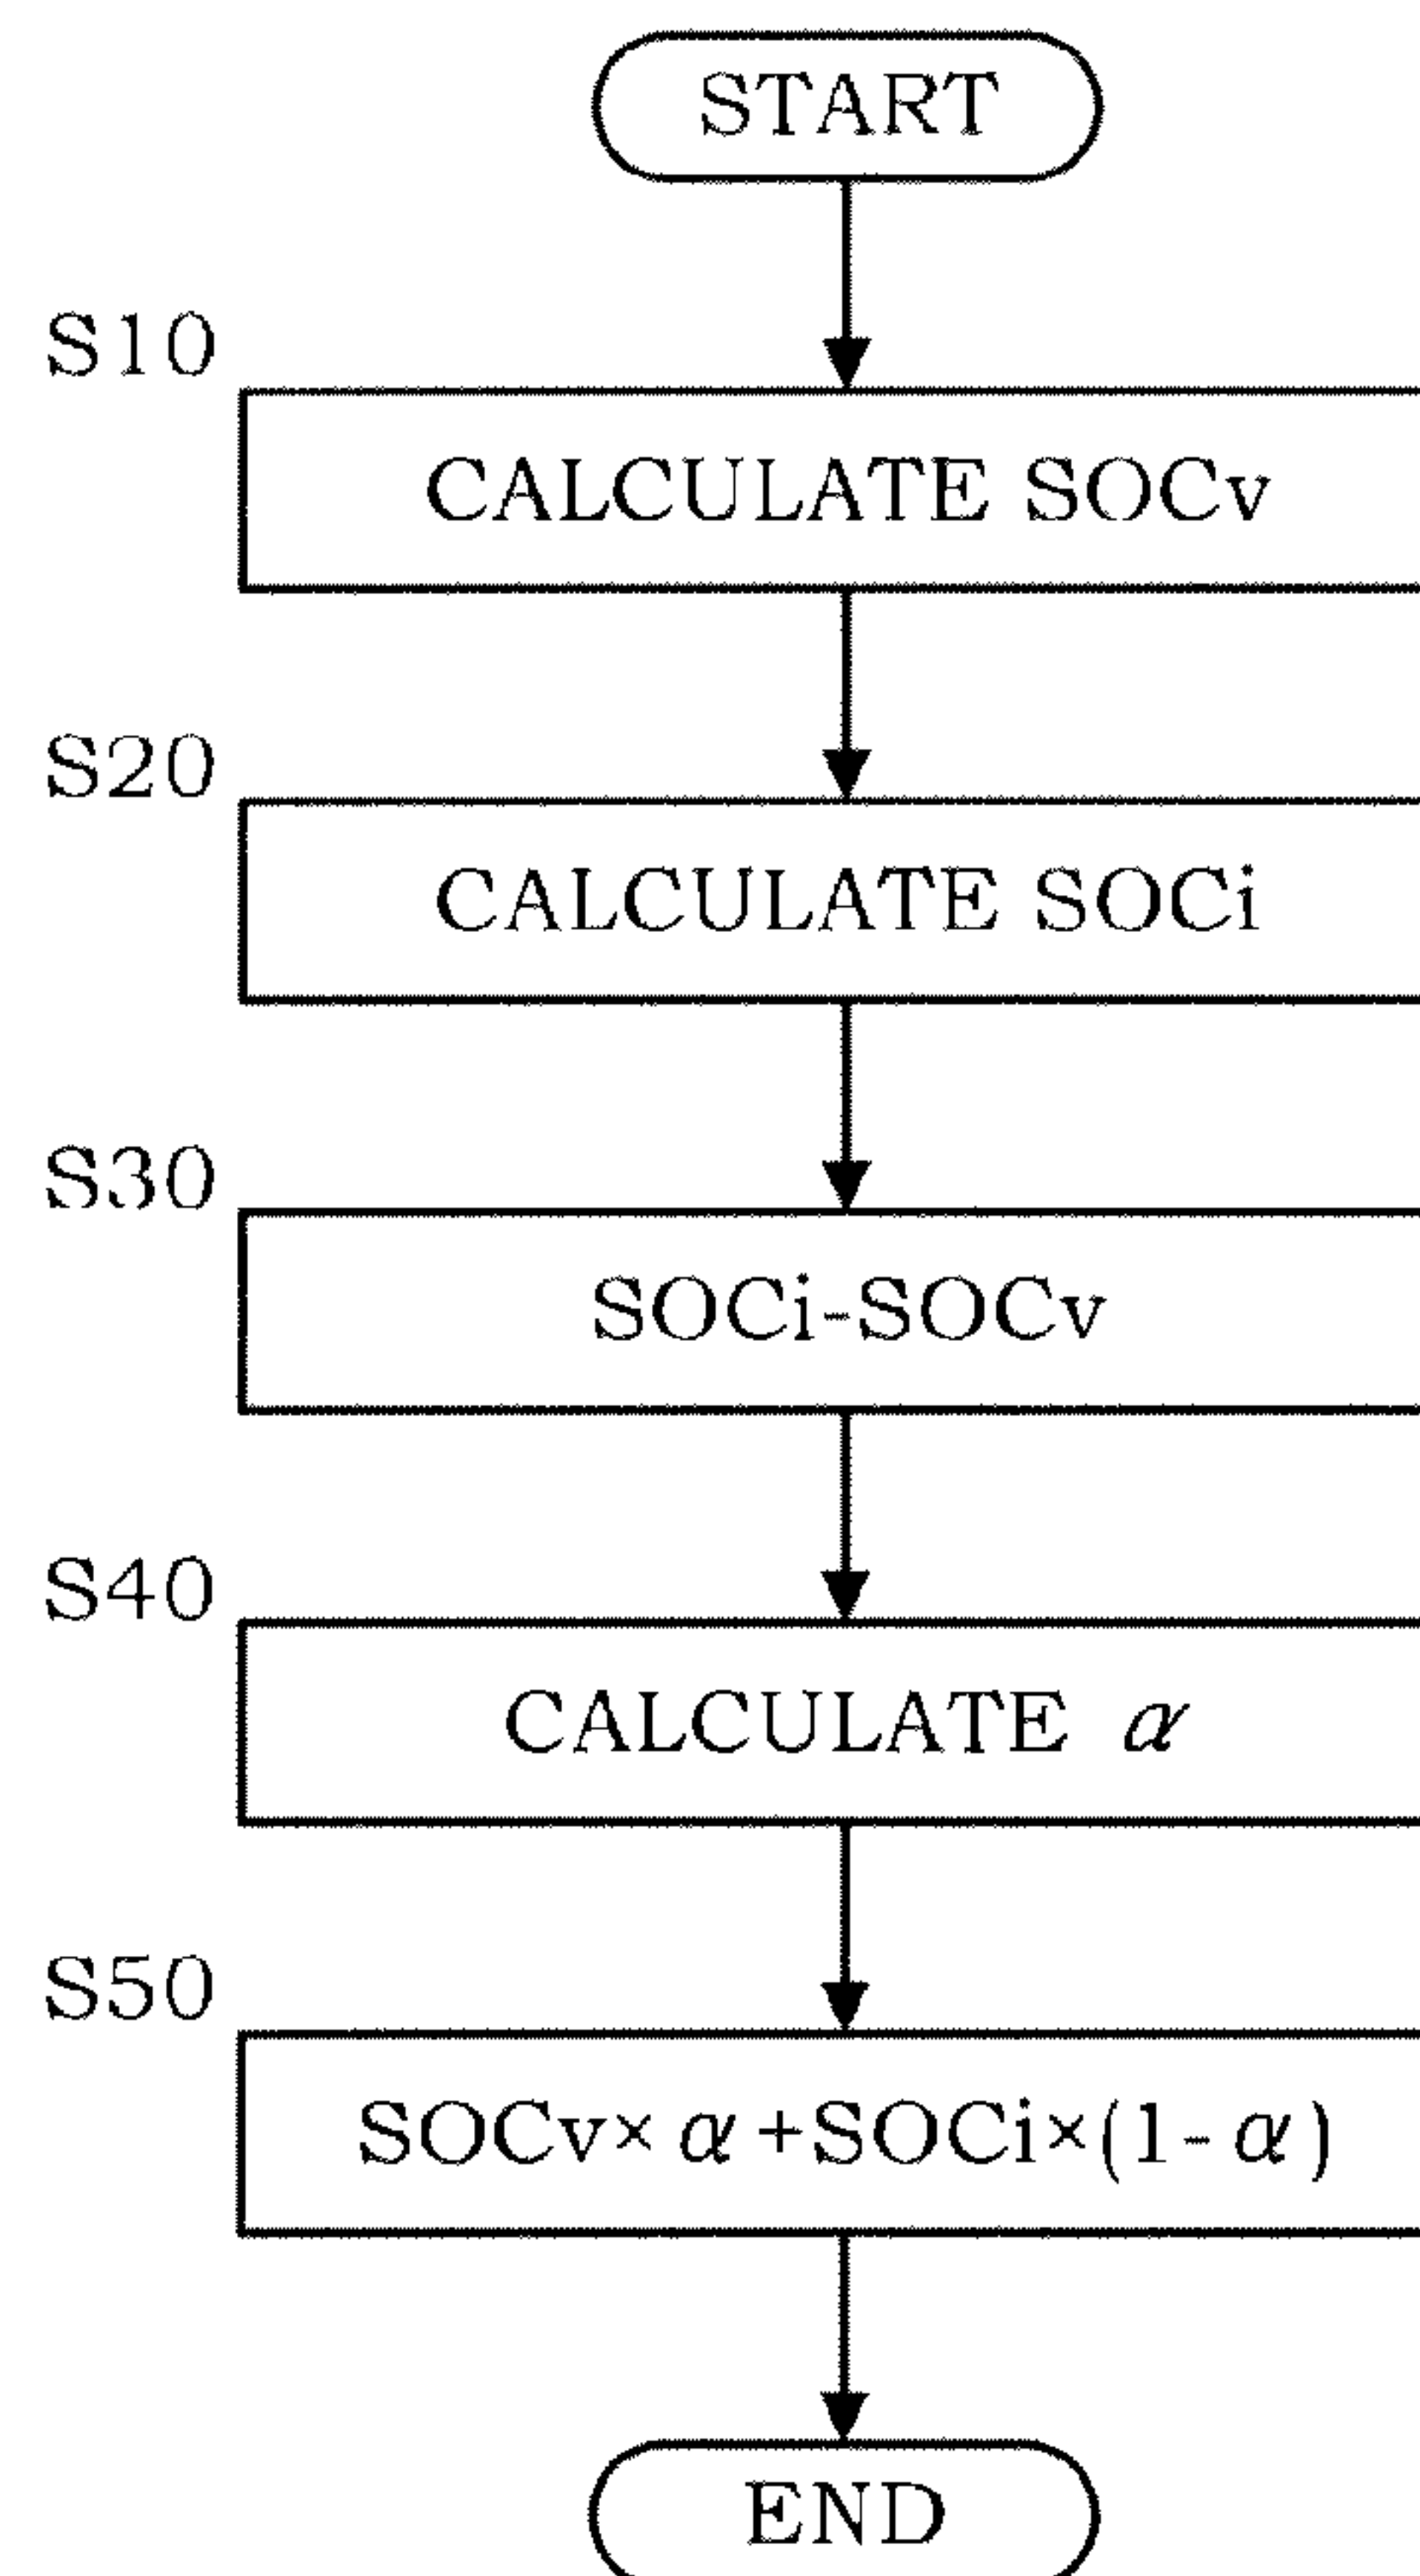 START
S10
CALCULATE SOCv
S20
CALCULATE SOCi
S30
SOCi-SOCv
S40
CALCULATE α
S50
SOCv×α+SOCi×(1-α)
END